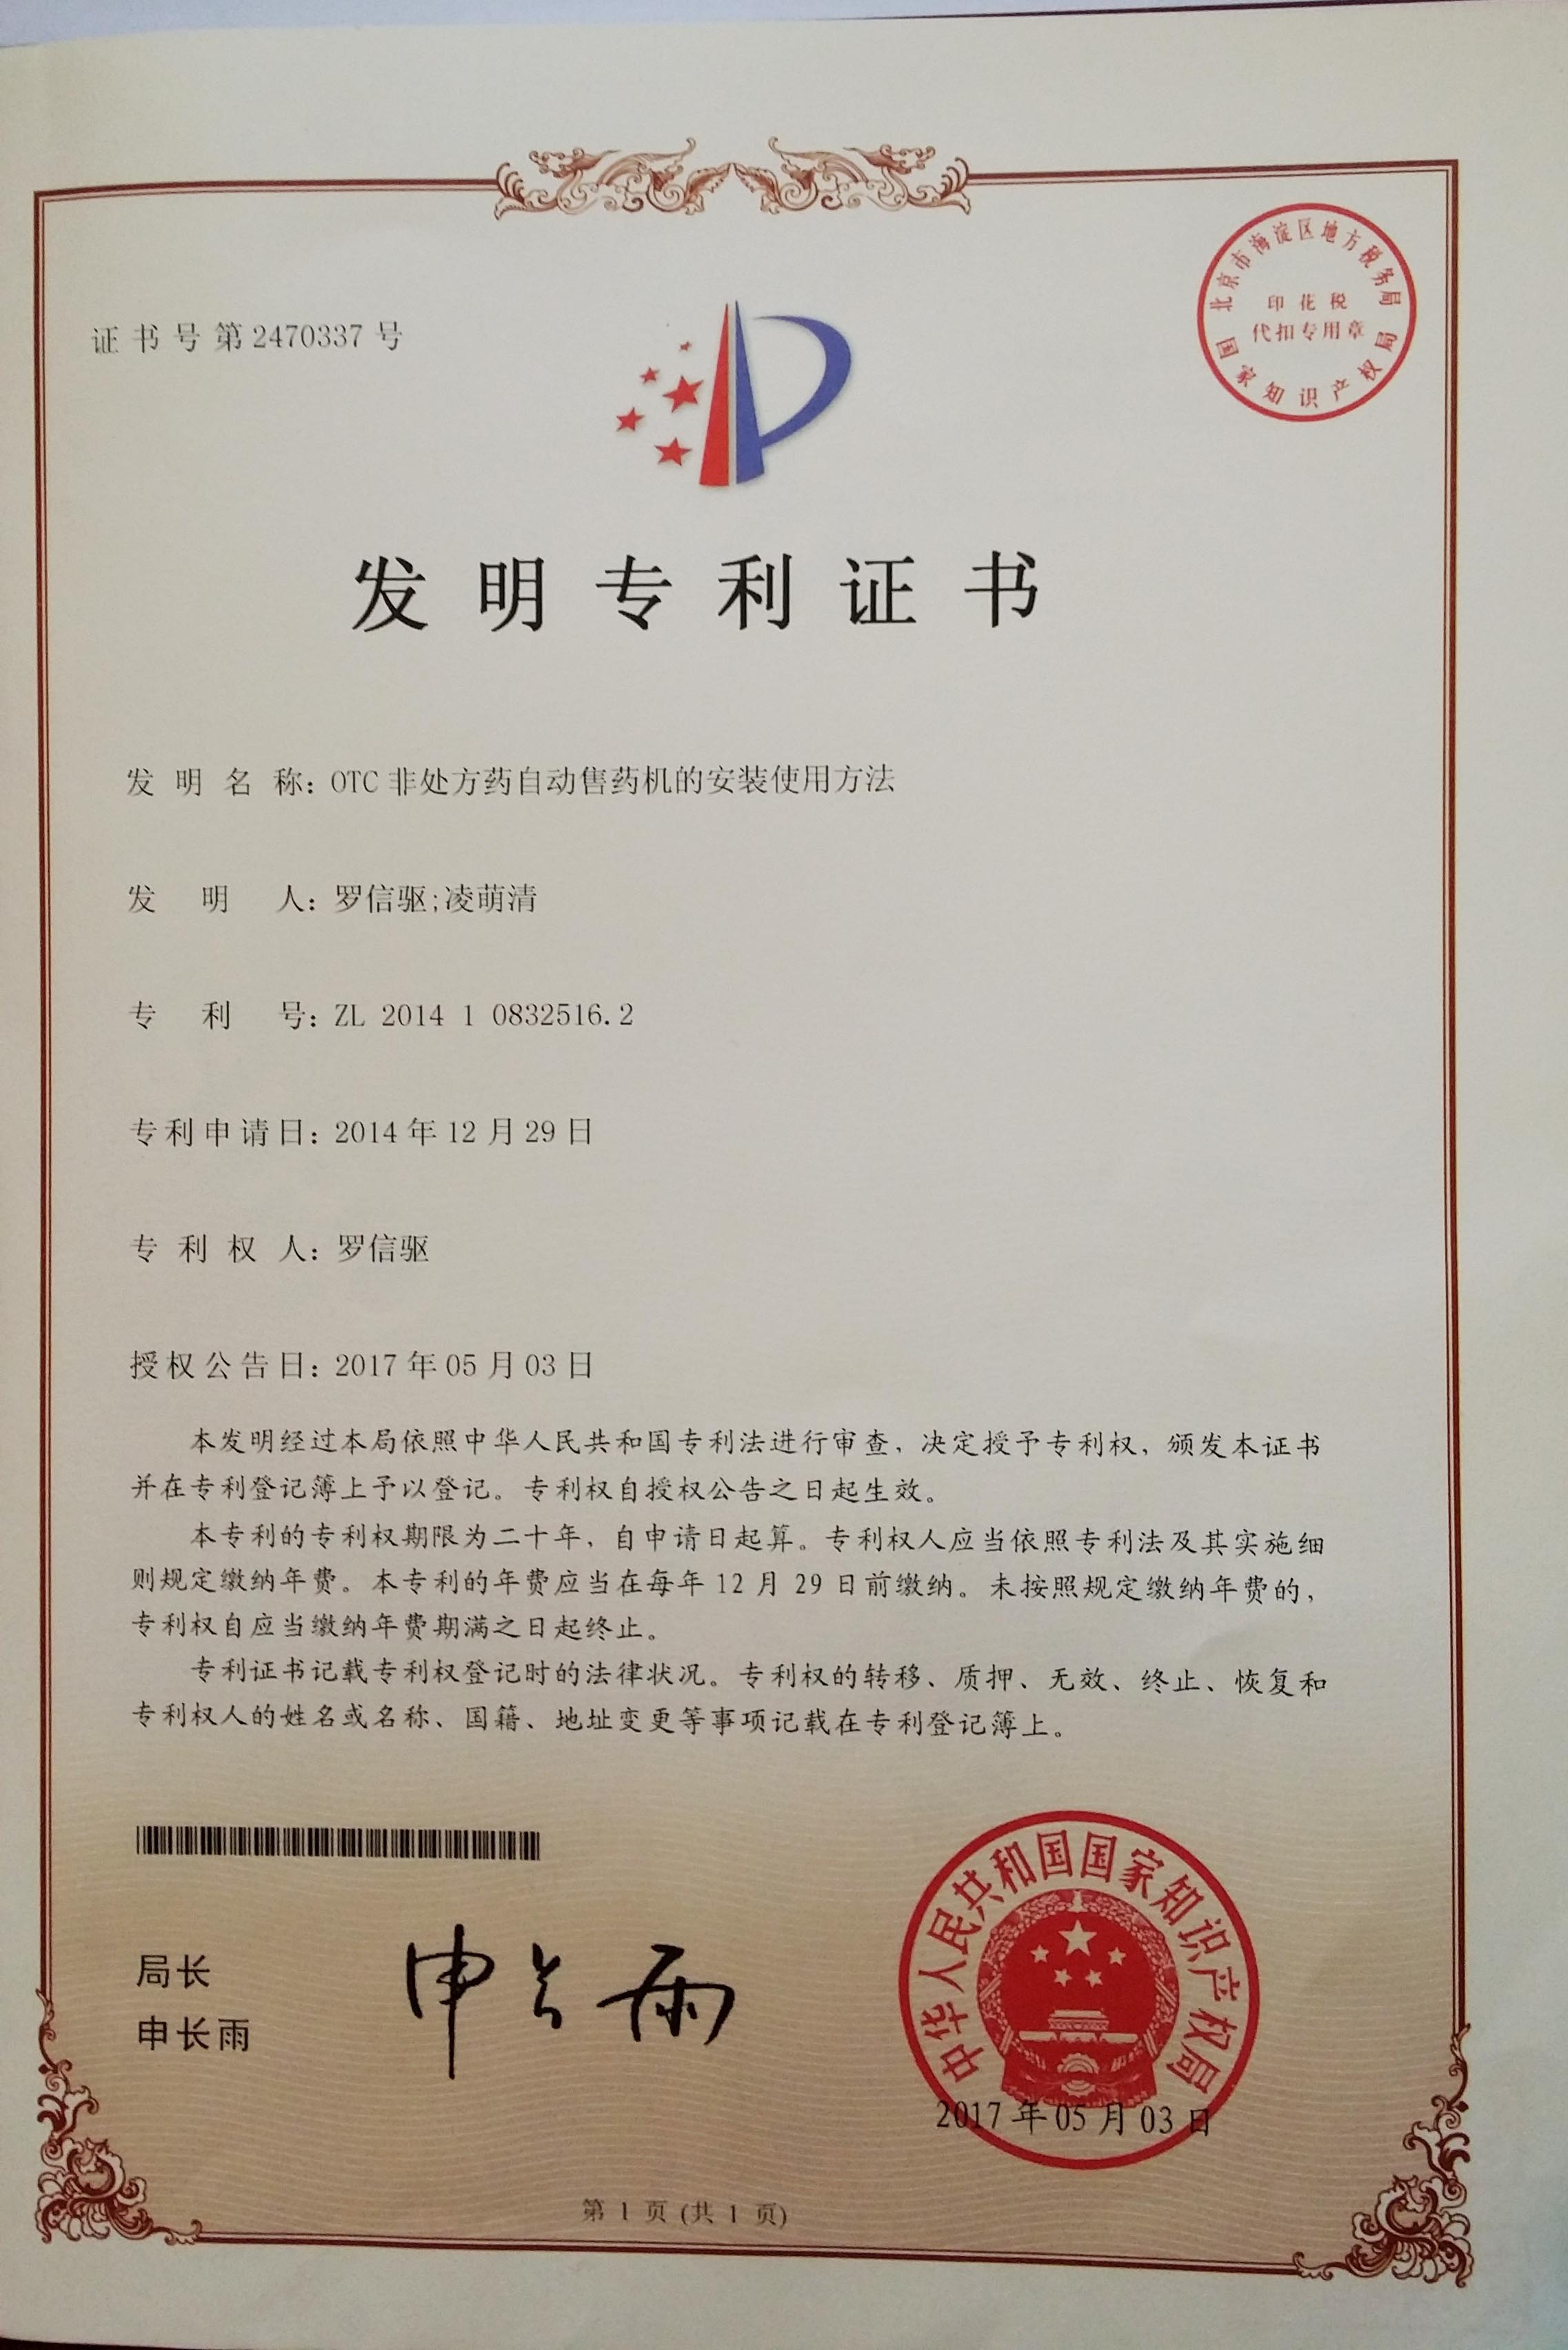 证书号第2470337号
北京市海淀区地方税务局
印花税
代扣专用章
国家知识产权局
发明专利证书
发明名称：OTC非处方药自动售药机的安装使用方法
发明人：罗信驱;凌萌清
专利号：ZL 2014 1 0832516.2
专利申请日：2014年12月29日
专利权人：罗信驱
授权公告日：2017年05月03日
本发明经过本局依照中华人民共和国专利法进行审查，决定授予专利权，颁发本证书
并在专利登记簿上予以登记。专利权自授权公告之日起生效。
本专利的专利权期限为二十年，自申请日起算。专利权人应当依照专利法及其实施细
则规定缴纳年费。本专利的年费应当在每年12月29日前缴纳。未按照规定缴纳年费的，
专利权自应当缴纳年费期满之日起终止。
专利证书记载专利权登记时的法律状况。专利权的转移、质押、无效、终止、恢复和
专利权人的姓名或名称、国籍、地址变更等事项记载在专利登记簿上。
局长
申长雨
申长雨
中华人民共和国国家知识产权局
2017年05月03日
第1页(共1页)